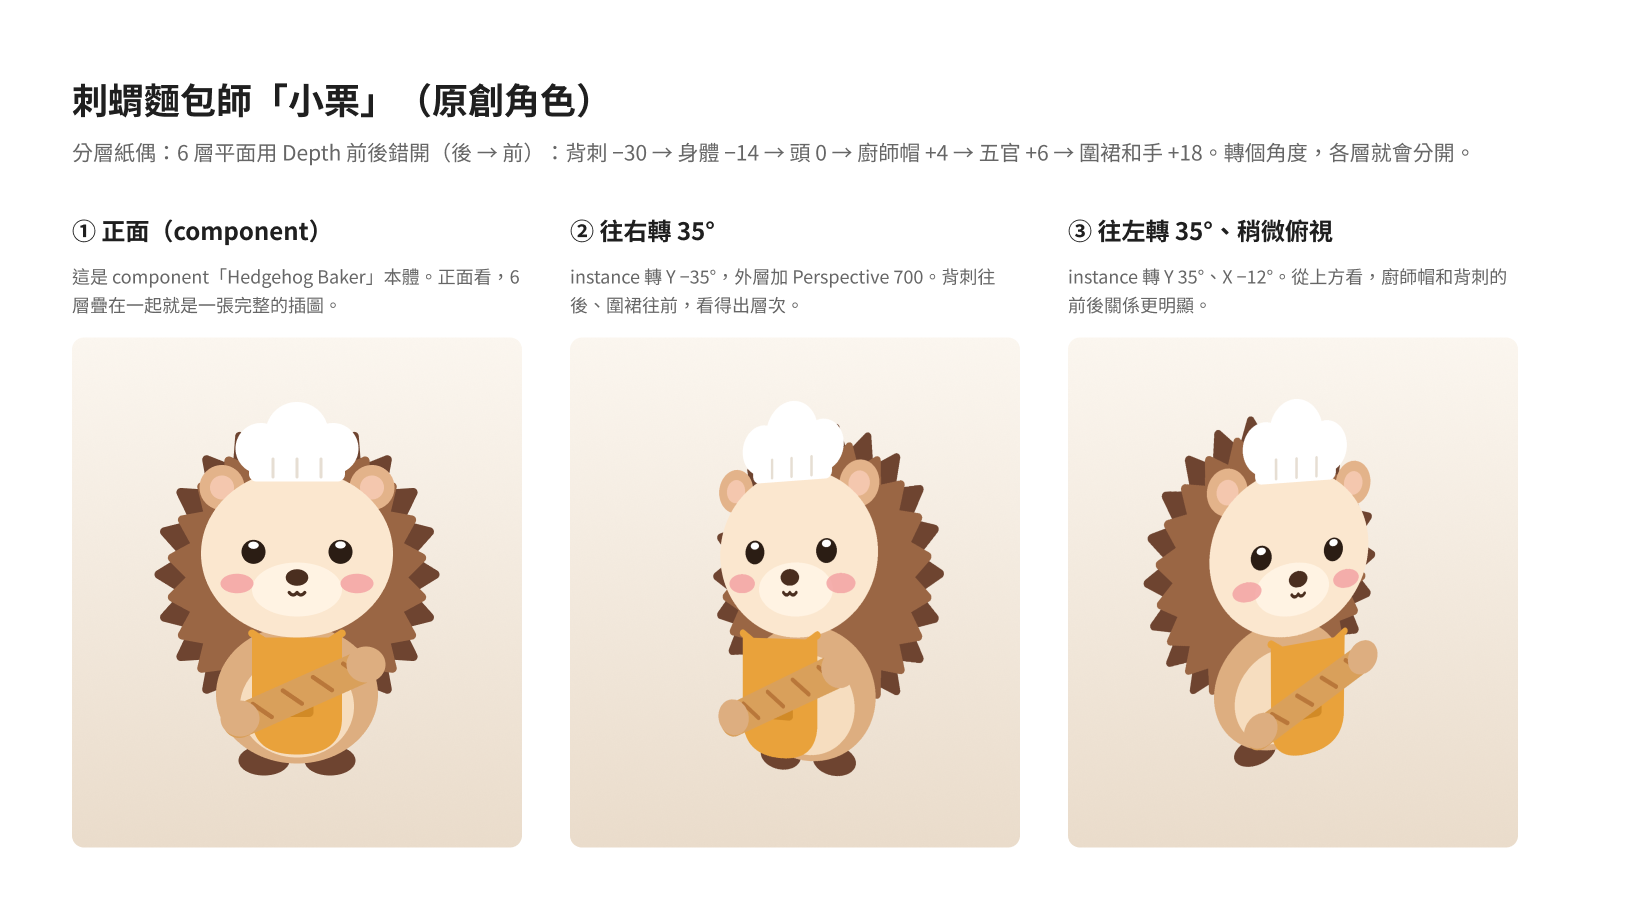 刺蝟麵包師「小栗」（原創角色）
分層紙偶：6 層平面用 Depth 前後錯開（後 → 前）：背刺 −30 → 身體 −14 → 頭 0 → 廚師帽 +4 → 五官 +6 → 圍裙和手 +18。轉個角度，各層就會分開。
① 正面（component）
這是 component「Hedgehog Baker」本體。正面看，6
層疊在一起就是一張完整的插圖。
② 往右轉 35°
instance 轉 Y −35°，外層加 Perspective 700。背刺往
後、圍裙往前，看得出層次。
③ 往左轉 35°、稍微俯視
instance 轉 Y 35°、X −12°。從上方看，廚師帽和背刺的
前後關係更明顯。